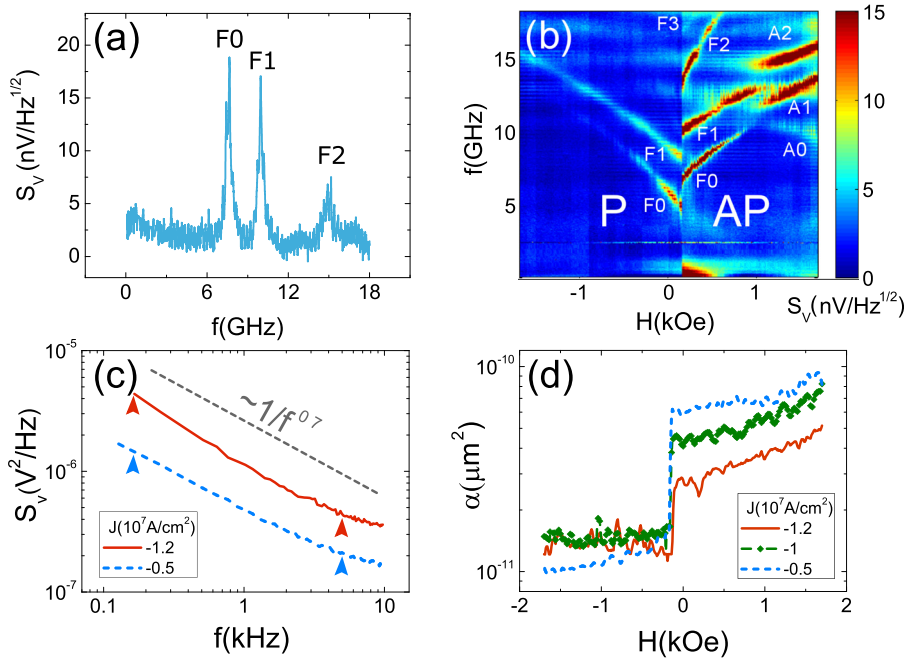 (a)
F0
F1
F2
20
15
10
5
0
S_V (nV/Hz^1/2)
0 6 12 18
f(GHz)
(b)
F3
F2
A2
F1
A1
F1
F0
A0
F0
P AP
15
10
5
f(GHz)
-1 0 1
H(kOe)
15
10
5
0
S_V(nV/Hz^1/2)
(c)
~1/f^0 7
10^-5
10^-6
10^-7
S_V(V^2/Hz)
J(10^7A/cm^2)
-1.2
-0.5
0.1 1 10
f(kHz)
(d)
10^-10
10^-11
α(μm^2)
J(10^7A/cm^2)
-1.2
-1
-0.5
-2 -1 0 1 2
H(kOe)